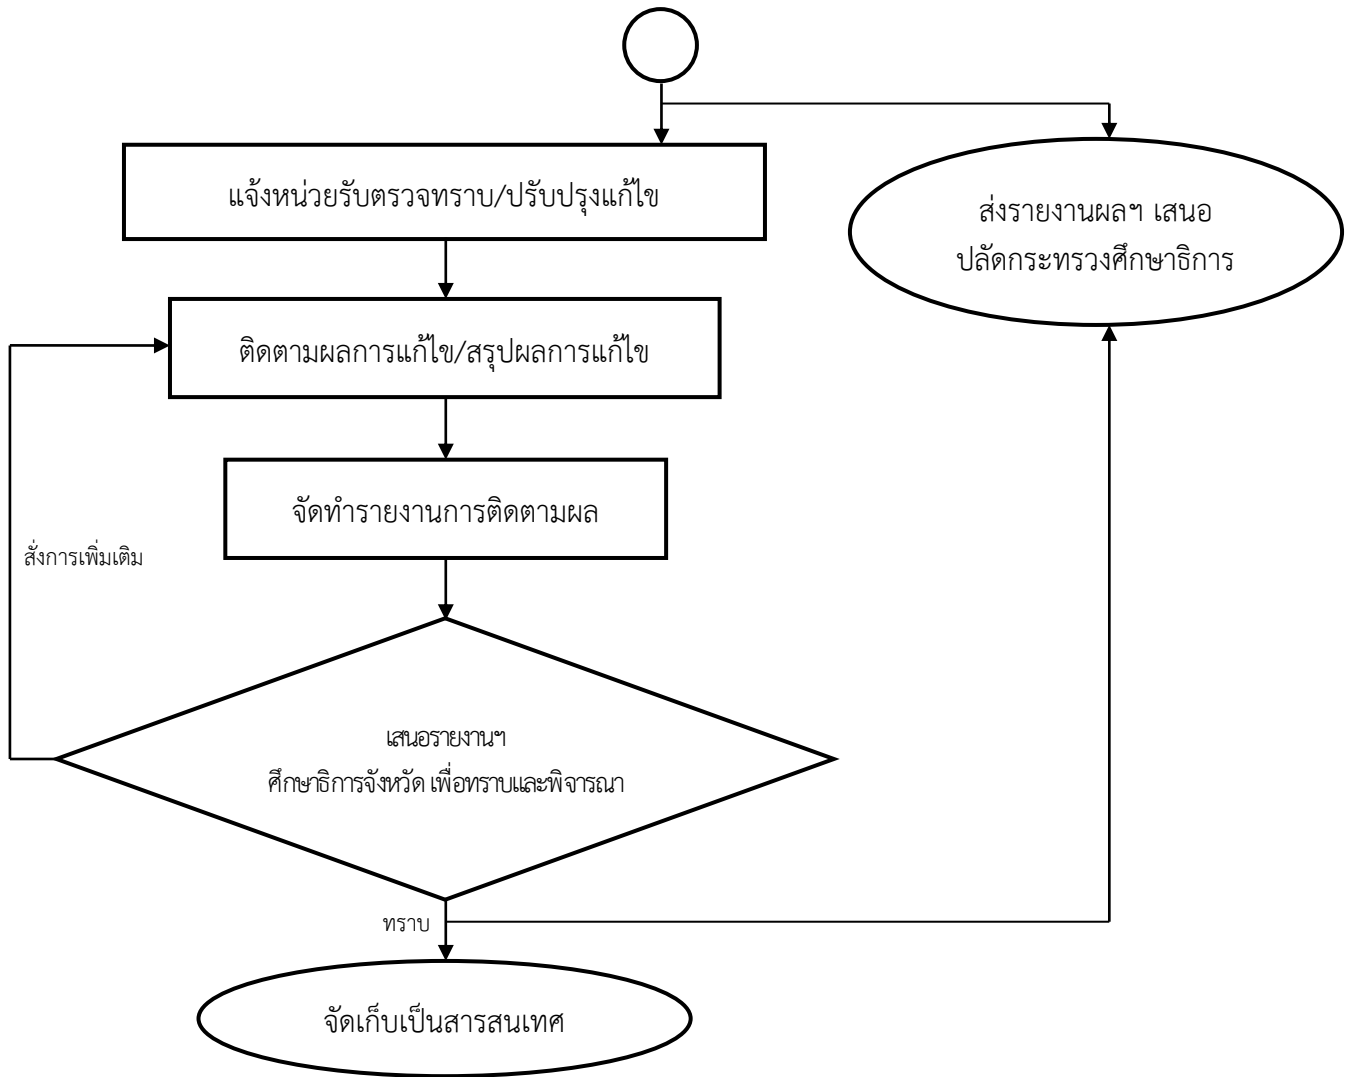 แจ้งหน่วยรับตรวจทราบ/ปรับปรุงแก้ไข
ส่งรายงานผลฯ เสนอ
ปลัดกระทรวงศึกษาธิการ
ติดตามผลการแก้ไข/สรุปผลการแก้ไข
จัดทำรายงานการติดตามผล
สั่งการเพิ่มเติม
เสนอรายงานฯ
ศึกษาธิการจังหวัด เพื่อทราบและพิจารณา
ทราบ
จัดเก็บเป็นสารสนเทศ